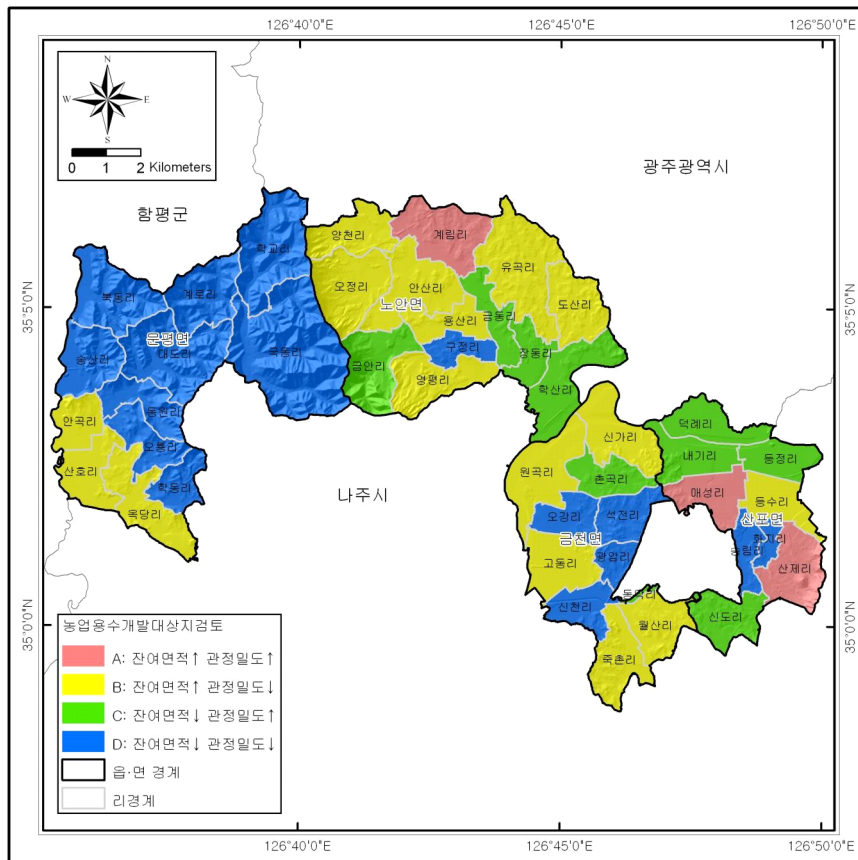 126°40'0"E
126°45'0"E
126°50'0"E
N
W
E
S
0 1 2 Kilometers
광주광역시
함평군
양천리
계림리
학교리
유곡리
오정리
안산리
북동리
계로리
노안면
도산리
35°5'0"N
35°5'0"N
용산리
금동리
문평면
대도리
국동리
구정리
장동리
송산리
금안리
영평리
학산리
동원리
안곡리
신가리
덕례리
오룡리
산호리
원곡리
내기리
등정리
촌곡리
학동리
나주시
매성리
등수리
옥당리
오강리
석전리
산포면
금천면
화지리
송림리
고동리
광암리
산제리
동악리
신천리
신도리
월산리
35°0'0"N
35°0'0"N
죽촌리
농업용수개발대상지검토
A: 잔여면적↑ 관정밀도↑
B: 잔여면적↑ 관정밀도↓
C: 잔여면적↓ 관정밀도↑
D: 잔여면적↓ 관정밀도↓
읍·면 경계
리경계
126°40'0"E
126°45'0"E
126°50'0"E